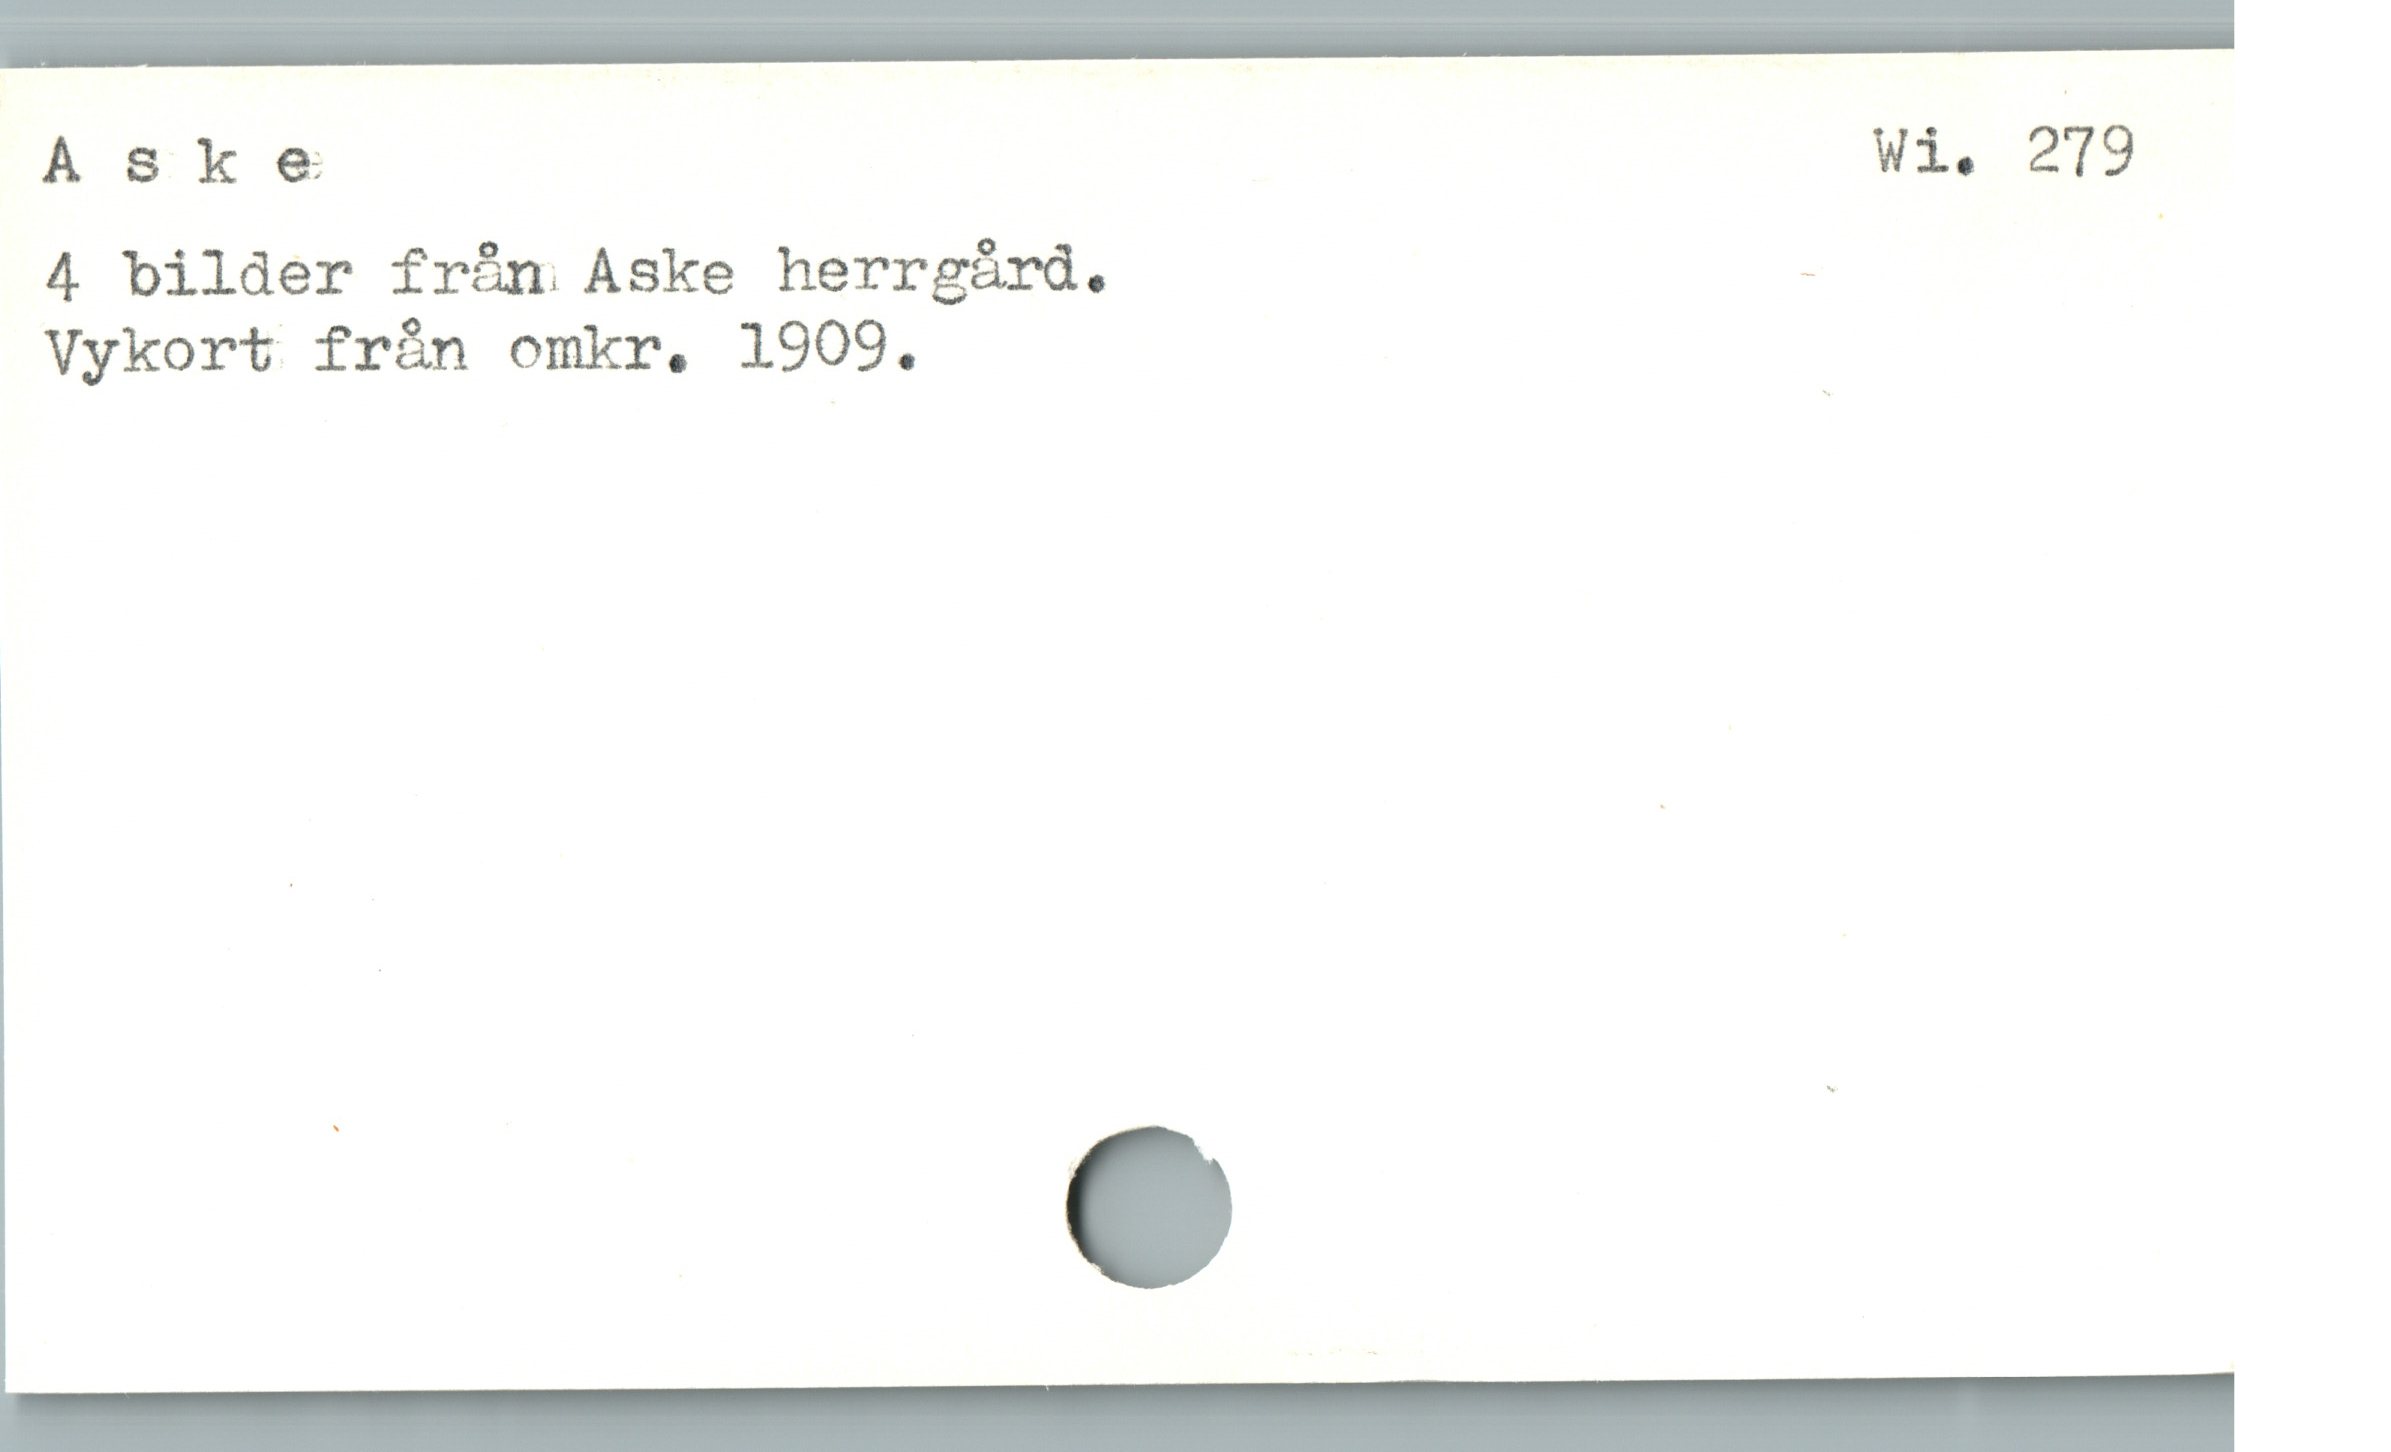 A s k e
Wi. 279
4 bilder från Aske herrgård.
Vykort från omkr. 1909.